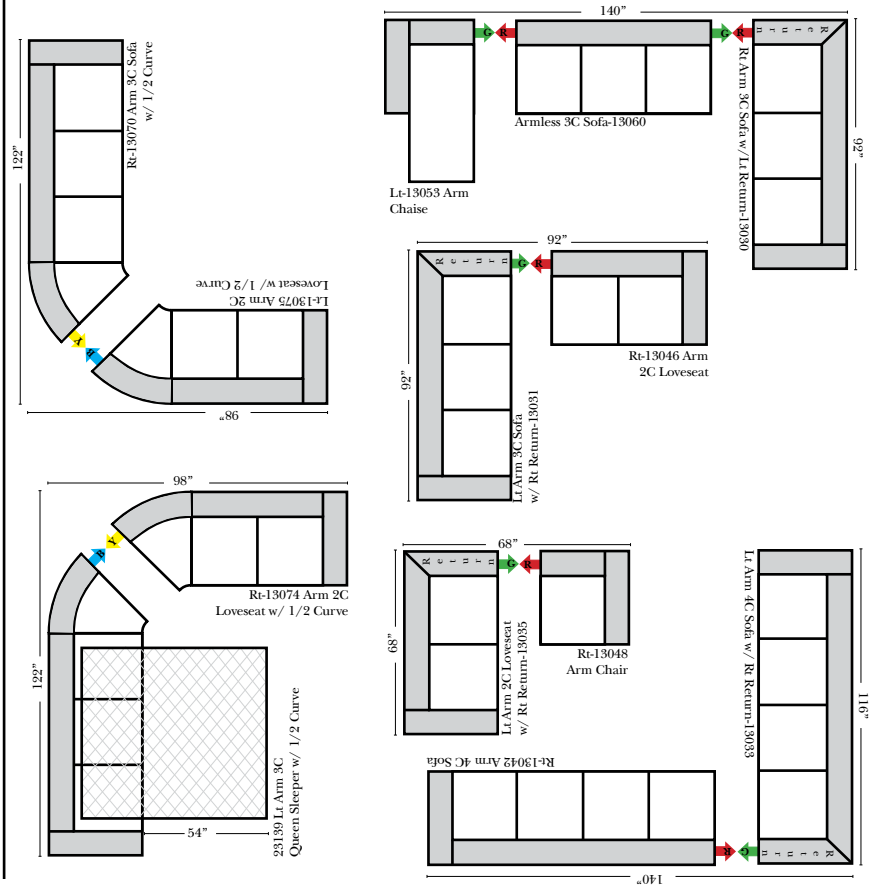 122”
Rt-13070 Arm 3C Sofa
w/ 1/2 Curve
Lt-13075 Arm 2C
Loveseat w/ 1/2 Curve
Y
B
98”
140”
G R
G R
Return
Armless 3C Sofa-13060
Lt-13053 Arm
Chaise
Rt Arm 3C Sofa w/Lt Return-13030
92”
92”
Return
G R
Rt-13046 Arm
2C Loveseat
92”
Lt Arm 3C Sofa
w/ Rt Return-13031
98”
122”
B
Y
Rt-13074 Arm 2C
Loveseat w/ 1/2 Curve
54”
23139 Lt Arm 3C
Queen Sleeper w/ 1/2 Curve
68”
Return
G R
68”
Lt Arm 2C Loveseat
w/ Rt Return-13035
Rt-13048
Arm Chair
Lt Arm 4C Sofa w/ Rt Return-13033
116”
Rt-13042 Arm 4C Sofa
R G
Return
140”